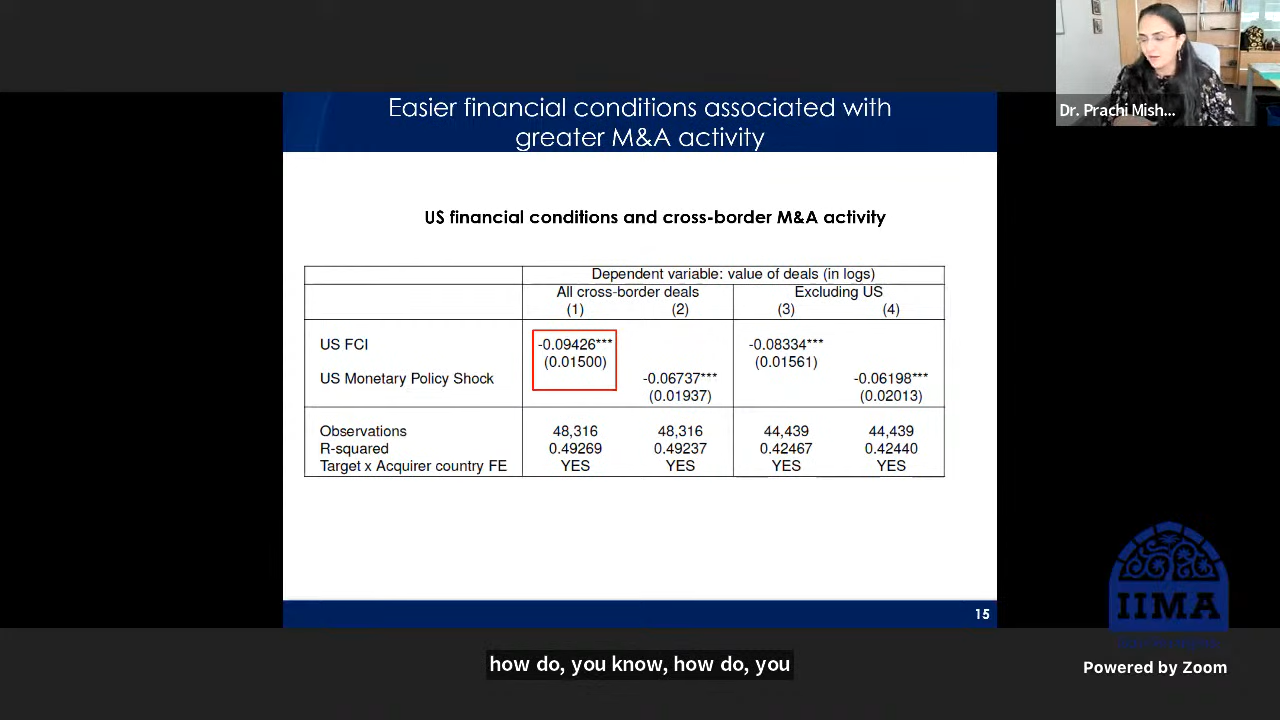 Dr. Prachi Mish...
Easier financial conditions associated with
greater M&A activity
US financial conditions and cross-border M&A activity
Dependent variable: value of deals (in logs)
All cross-border deals Excluding US
(1) (2) (3) (4)
US FCI -0.09426*** -0.08334***
(0.01500) (0.01561)
US Monetary Policy Shock -0.06737*** -0.06198***
(0.01937) (0.02013)
Observations 48,316 48,316 44,439 44,439
R-squared 0.49269 0.49237 0.42467 0.42440
Target x Acquirer country FE YES YES YES YES
15
IIMA
how do, you know, how do, you
Powered by Zoom